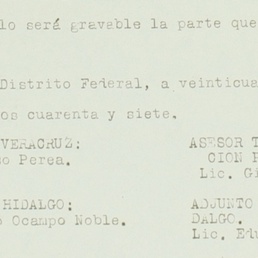 lo será gravable la parte que
Distrito Federal, a veinticua
os cuarenta y siete.
VERACRUZ: ASESOR T
o Perea. CION F
Lic. Gi
HIDALGO: ADJUNTO
Ocampo Noble. DALGO.
Lic. Edu